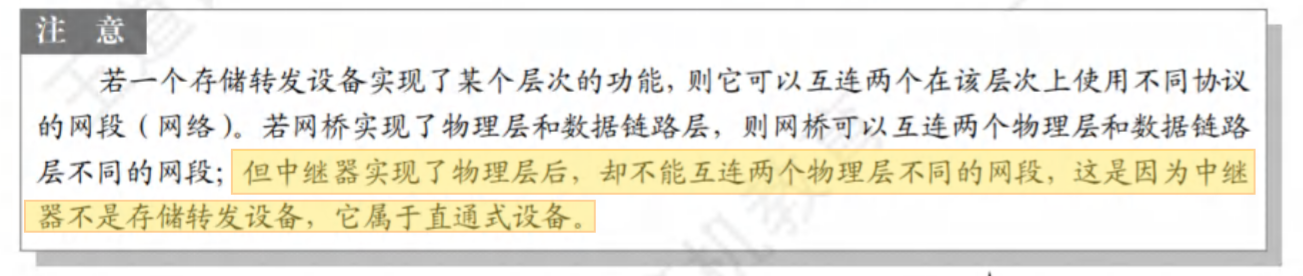 注 意
若一个存储转发设备实现了某个层次的功能，则它可以互连两个在该层次上使用不同协议
的网段（网络）。若网桥实现了物理层和数据链路层，则网桥可以互连两个物理层和数据链路
层不同的网段；但中继器实现了物理层后，却不能互连两个物理层不同的网段，这是因为中继
器不是存储转发设备，它属于直通式设备。